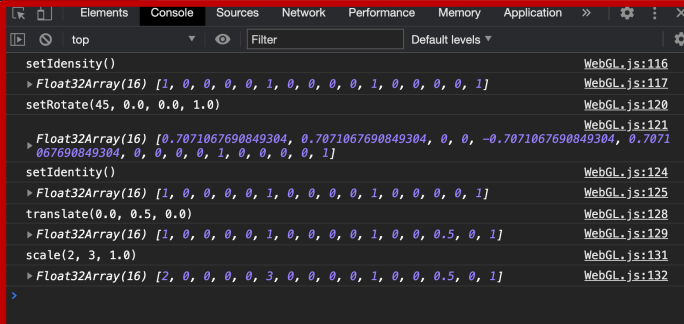 Elements Console Sources Network Performance Memory Application »
top ▼ Filter Default levels ▼
setIdensity() WebGL.js:116
▸ Float32Array(16) [1, 0, 0, 0, 0, 1, 0, 0, 0, 0, 1, 0, 0, 0, 0, 1] WebGL.js:117
setRotate(45, 0.0, 0.0, 1.0) WebGL.js:120
WebGL.js:121
▸ Float32Array(16) [0.7071067690849304, 0.7071067690849304, 0, 0, -0.7071067690849304, 0.7071
067690849304, 0, 0, 0, 0, 1, 0, 0, 0, 0, 1]
setIdentity() WebGL.js:124
▸ Float32Array(16) [1, 0, 0, 0, 0, 1, 0, 0, 0, 0, 1, 0, 0, 0, 0, 1] WebGL.js:125
translate(0.0, 0.5, 0.0) WebGL.js:128
▸ Float32Array(16) [1, 0, 0, 0, 0, 1, 0, 0, 0, 0, 1, 0, 0, 0.5, 0, 1] WebGL.js:129
scale(2, 3, 1.0) WebGL.js:131
▸ Float32Array(16) [2, 0, 0, 0, 0, 3, 0, 0, 0, 0, 1, 0, 0, 0.5, 0, 1] WebGL.js:132
>